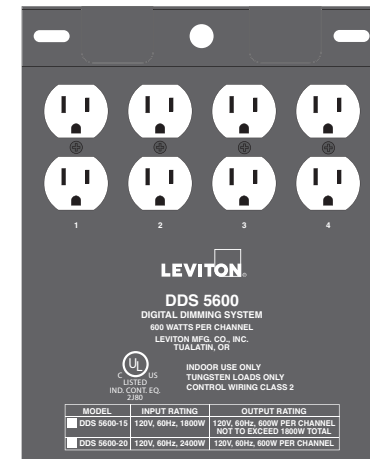 1 2 3 4
LEVITON®
DDS 5600
DIGITAL DIMMING SYSTEM
600 WATTS PER CHANNEL
LEVITON MFG. CO., INC.
TUALATIN, OR
UL
C US
LISTED
IND. CONT. EQ.
2J80
INDOOR USE ONLY
TUNGSTEN LOADS ONLY
CONTROL WIRING CLASS 2
MODEL INPUT RATING OUTPUT RATING
DDS 5600-15 120V, 60Hz, 1800W 120V, 60Hz, 600W PER CHANNEL
NOT TO EXCEED 1800W TOTAL
DDS 5600-20 120V, 60Hz, 2400W 120V, 60Hz, 600W PER CHANNEL